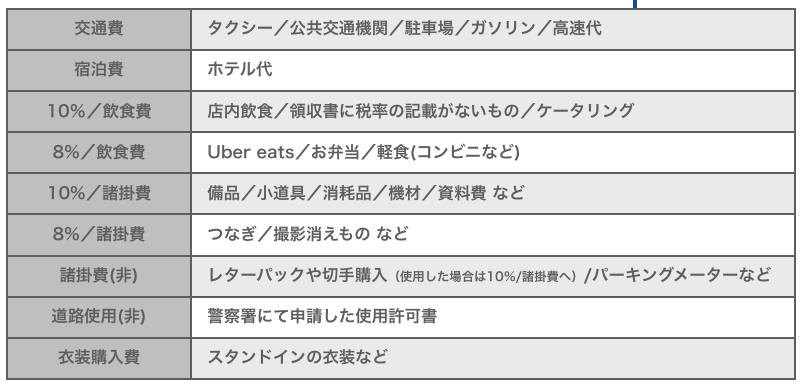 交通費 タクシー／公共交通機関／駐車場／ガソリン／高速代
宿泊費 ホテル代
10%／飲食費 店内飲食／領収書に税率の記載がないもの／ケータリング
8%／飲食費 Uber eats／お弁当／軽食(コンビニなど)
10%／諸掛費 備品／小道具／消耗品／機材／資料費 など
8%／諸掛費 つなぎ／撮影消えもの など
諸掛費(非) レターパックや切手購入（使用した場合は10%/諸掛費へ）/パーキングメーターなど
道路使用(非) 警察署にて申請した使用許可書
衣装購入費 スタンドインの衣装など